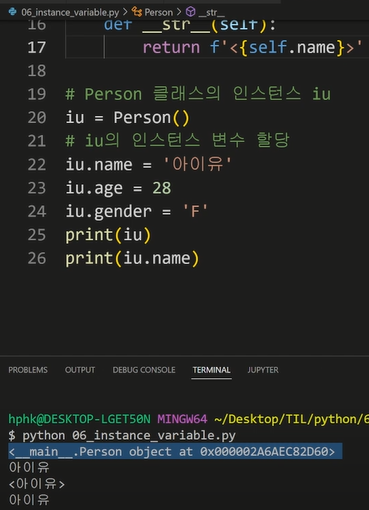 06_instance_variable.py > Person > __str__
16 def __str__(self):
17 return f'<{self.name}>'
18
19 # Person 클래스의 인스턴스 iu
20 iu = Person()
21 # iu의 인스턴스 변수 할당
22 iu.name = '아이유'
23 iu.age = 28
24 iu.gender = 'F'
25 print(iu)
26 print(iu.name)
PROBLEMS OUTPUT DEBUG CONSOLE TERMINAL JUPYTER
hphk@DESKTOP-LGET50N MINGW64 ~/Desktop/TIL/python/6
$ python 06_instance_variable.py
<__main__.Person object at 0x000002A6AEC82D60>
아이유
<아이유>
아이유